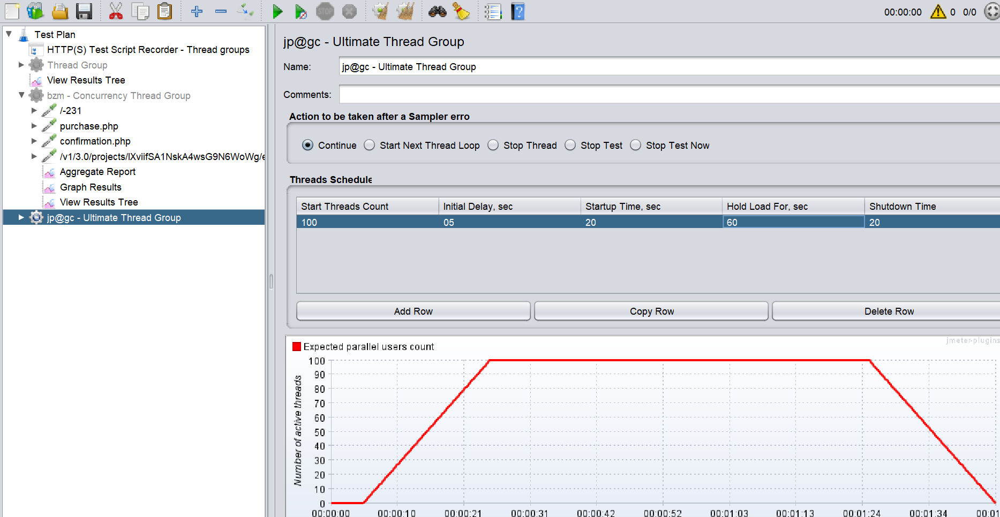 00:00:00 0 0/0
STOP
Test Plan
HTTP(S) Test Script Recorder - Thread groups
Thread Group
View Results Tree
bzm - Concurrency Thread Group
/-231
purchase.php
confirmation.php
/v1/3.0/projects/lXviifSA1NskA4wsG9N6WoWg/e
Aggregate Report
Graph Results
View Results Tree
jp@gc - Ultimate Thread Group
jp@gc - Ultimate Thread Group
Name: jp@gc - Ultimate Thread Group
Comments:
Action to be taken after a Sampler erro
Continue Start Next Thread Loop Stop Thread Stop Test Stop Test Now
Threads Schedule
Start Threads Count Initial Delay, sec Startup Time, sec Hold Load For, sec Shutdown Time
100 05 20 60 20
Add Row Copy Row Delete Row
jmeter-plugins
Expected parallel users count
Number of active threads
100
90
80
70
60
50
40
30
20
10
0
00:00:00 00:00:10 00:00:21 00:00:31 00:00:42 00:00:52 00:01:03 00:01:13 00:01:24 00:01:34 00:01